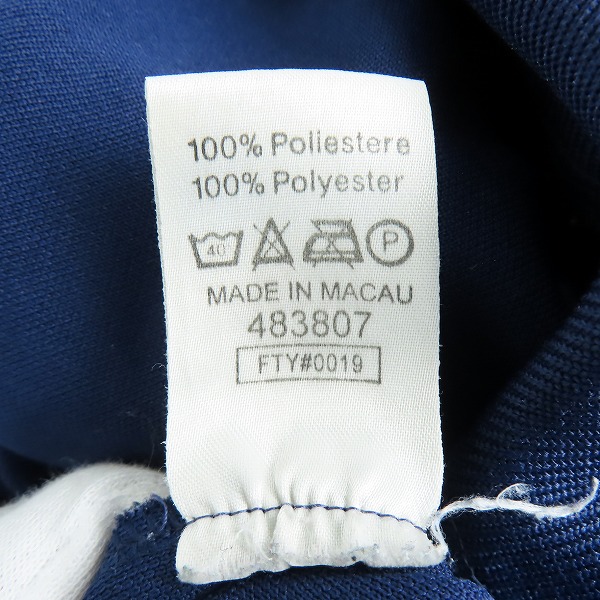 100% Poliestere
100% Polyester
40° P
MADE IN MACAU
483807
FTY#0019